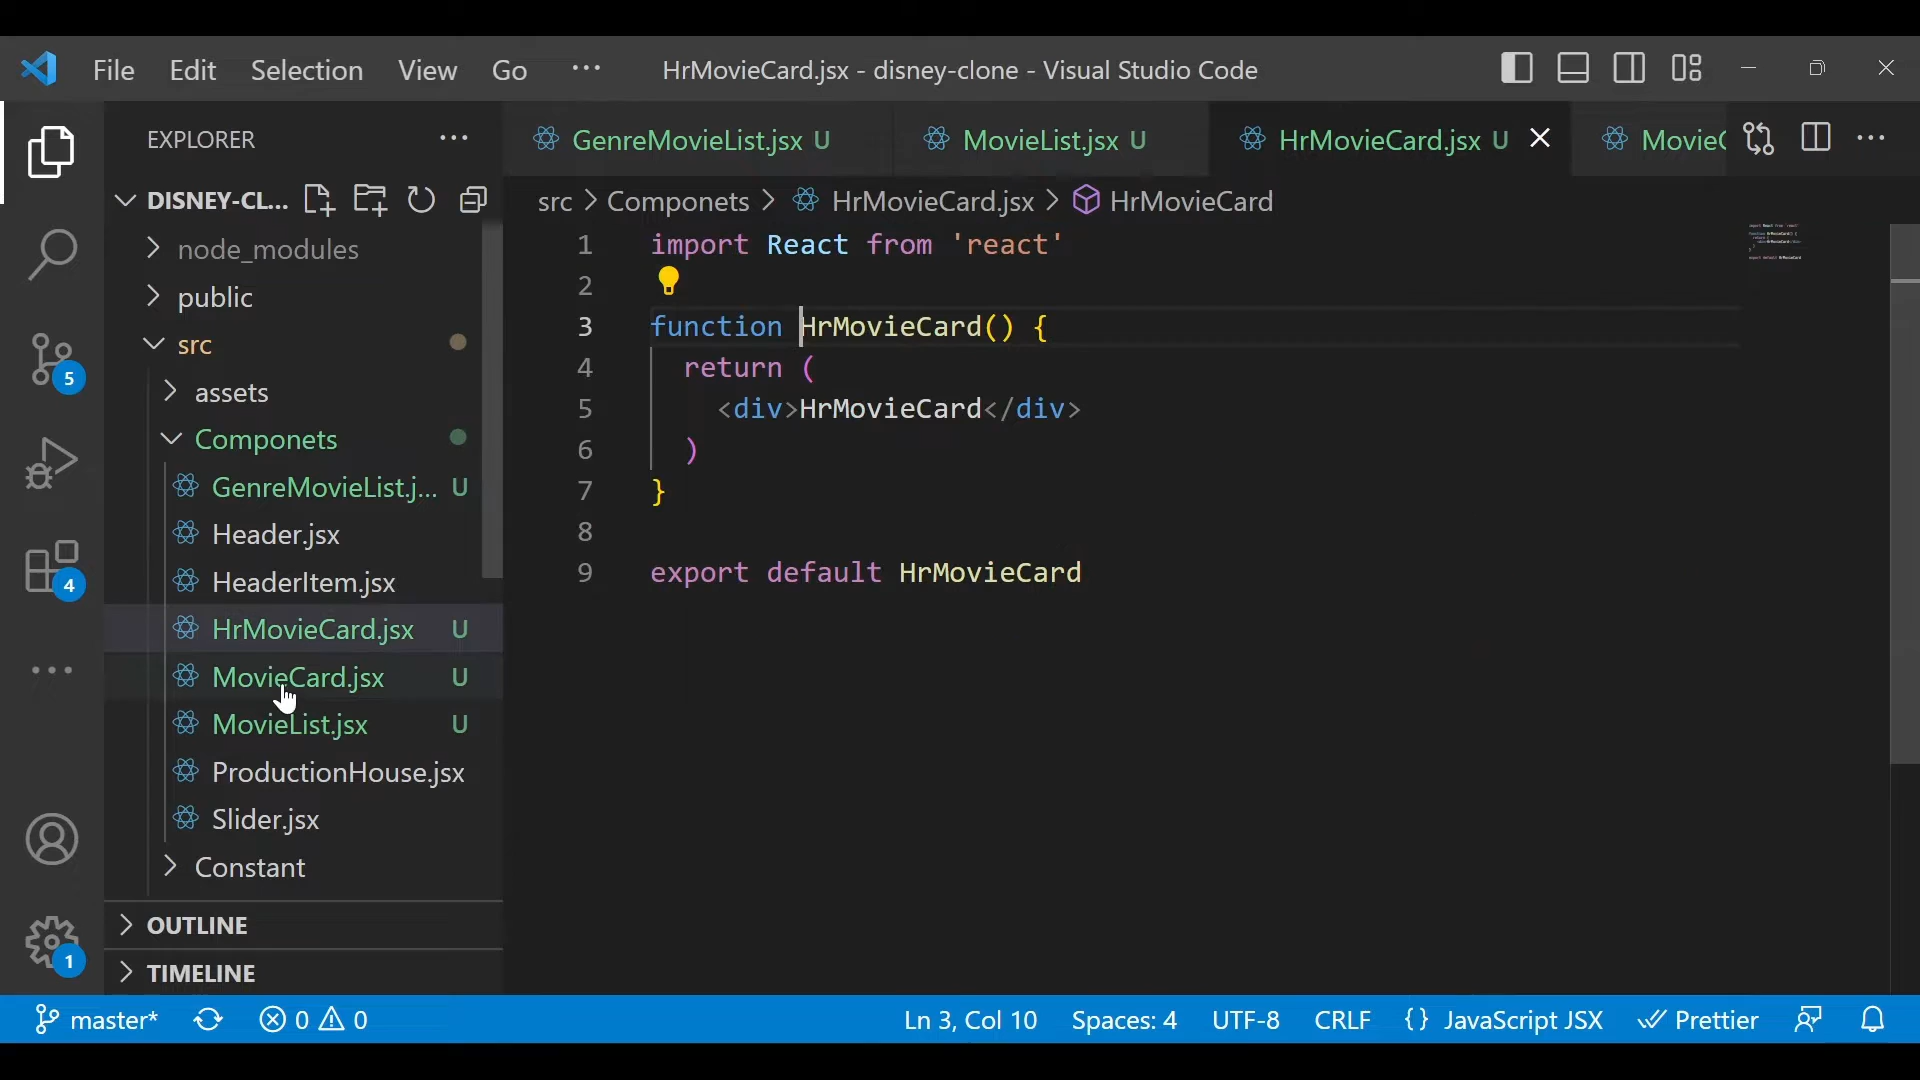 File Edit Selection View Go ··· HrMovieCard.jsx - disney-clone - Visual Studio Code
EXPLORER ···
DISNEY-CL...
node_modules
public
src
assets
Componets
GenreMovieList.j... U
Header.jsx
HeaderItem.jsx
HrMovieCard.jsx U
MovieCard.jsx U
MovieList.jsx U
ProductionHouse.jsx
Slider.jsx
Constant
OUTLINE
TIMELINE
5
4
1
GenreMovieList.jsx U MovieList.jsx U HrMovieCard.jsx U MovieC
src > Componets > HrMovieCard.jsx > HrMovieCard
1 import React from 'react'
2
3 function HrMovieCard() {
4 return (
5 <div>HrMovieCard</div>
6 )
7 }
8
9 export default HrMovieCard
master* 0 0 Ln 3, Col 10 Spaces: 4 UTF-8 CRLF {} JavaScript JSX Prettier